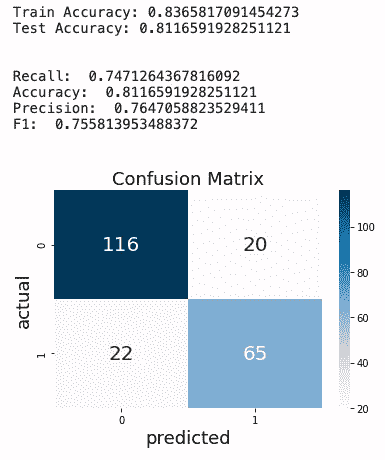 Train Accuracy: 0.8365817091454273
Test Accuracy: 0.8116591928251121
Recall: 0.7471264367816092
Accuracy: 0.8116591928251121
Precision: 0.7647058823529411
F1: 0.755813953488372
Confusion Matrix
0 116 20 100
80
actual
60
1 22 65 40
20
0 1
predicted